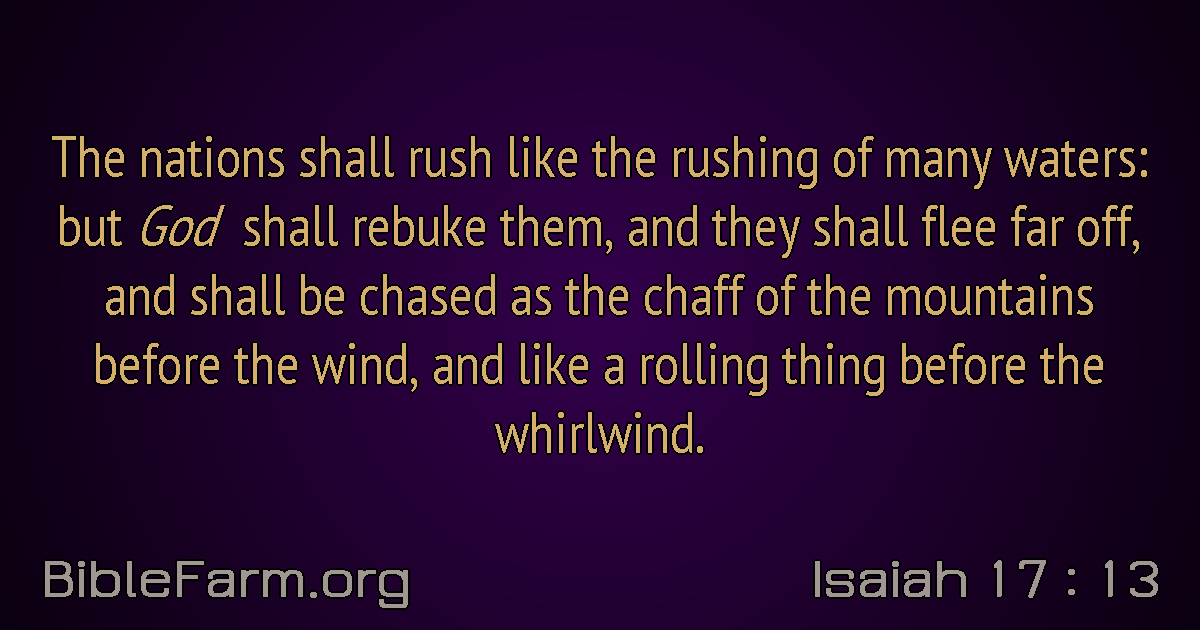 The nations shall rush like the rushing of many waters:
but God shall rebuke them, and they shall flee far off,
and shall be chased as the chaff of the mountains
before the wind, and like a rolling thing before the
whirlwind.
BibleFarm.org
Isaiah 17 : 13